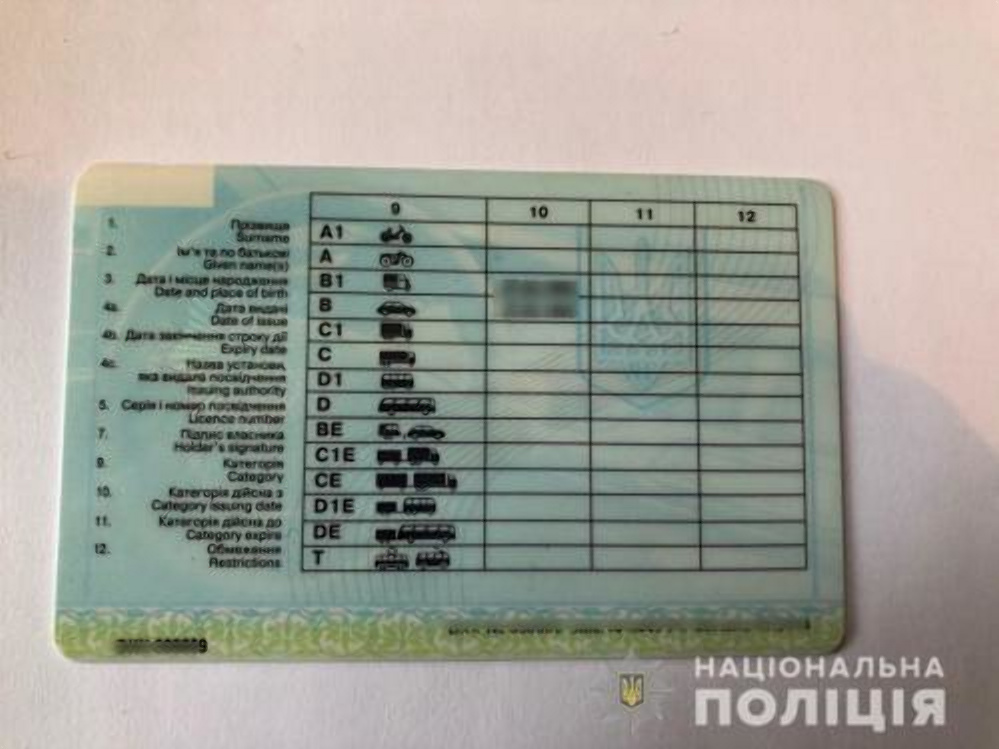 1. Прізвище
Surname
2. Ім'я та по батькові
Given name(s)
3. Дата і місце народження
Date and place of birth
4a. Дата видачі
Date of issue
4b. Дата закінчення строку дії
Expiry date
4c. Назва установи,
яка видала посвідчення
Issuing authority
5. Серія і номер посвідчення
Licence number
7. Підпис власника
Holder's signature
9. Категорія
Category
10. Категорія дійсна з
Category issuing date
11. Категорія дійсна до
Category expire
12. Обмеження
Restrictions
9 10 11 12
A1
A
B1
B
C1
C
D1
D
BE
C1E
CE
D1E
DE
T
НАЦІОНАЛЬНА
ПОЛІЦІЯ